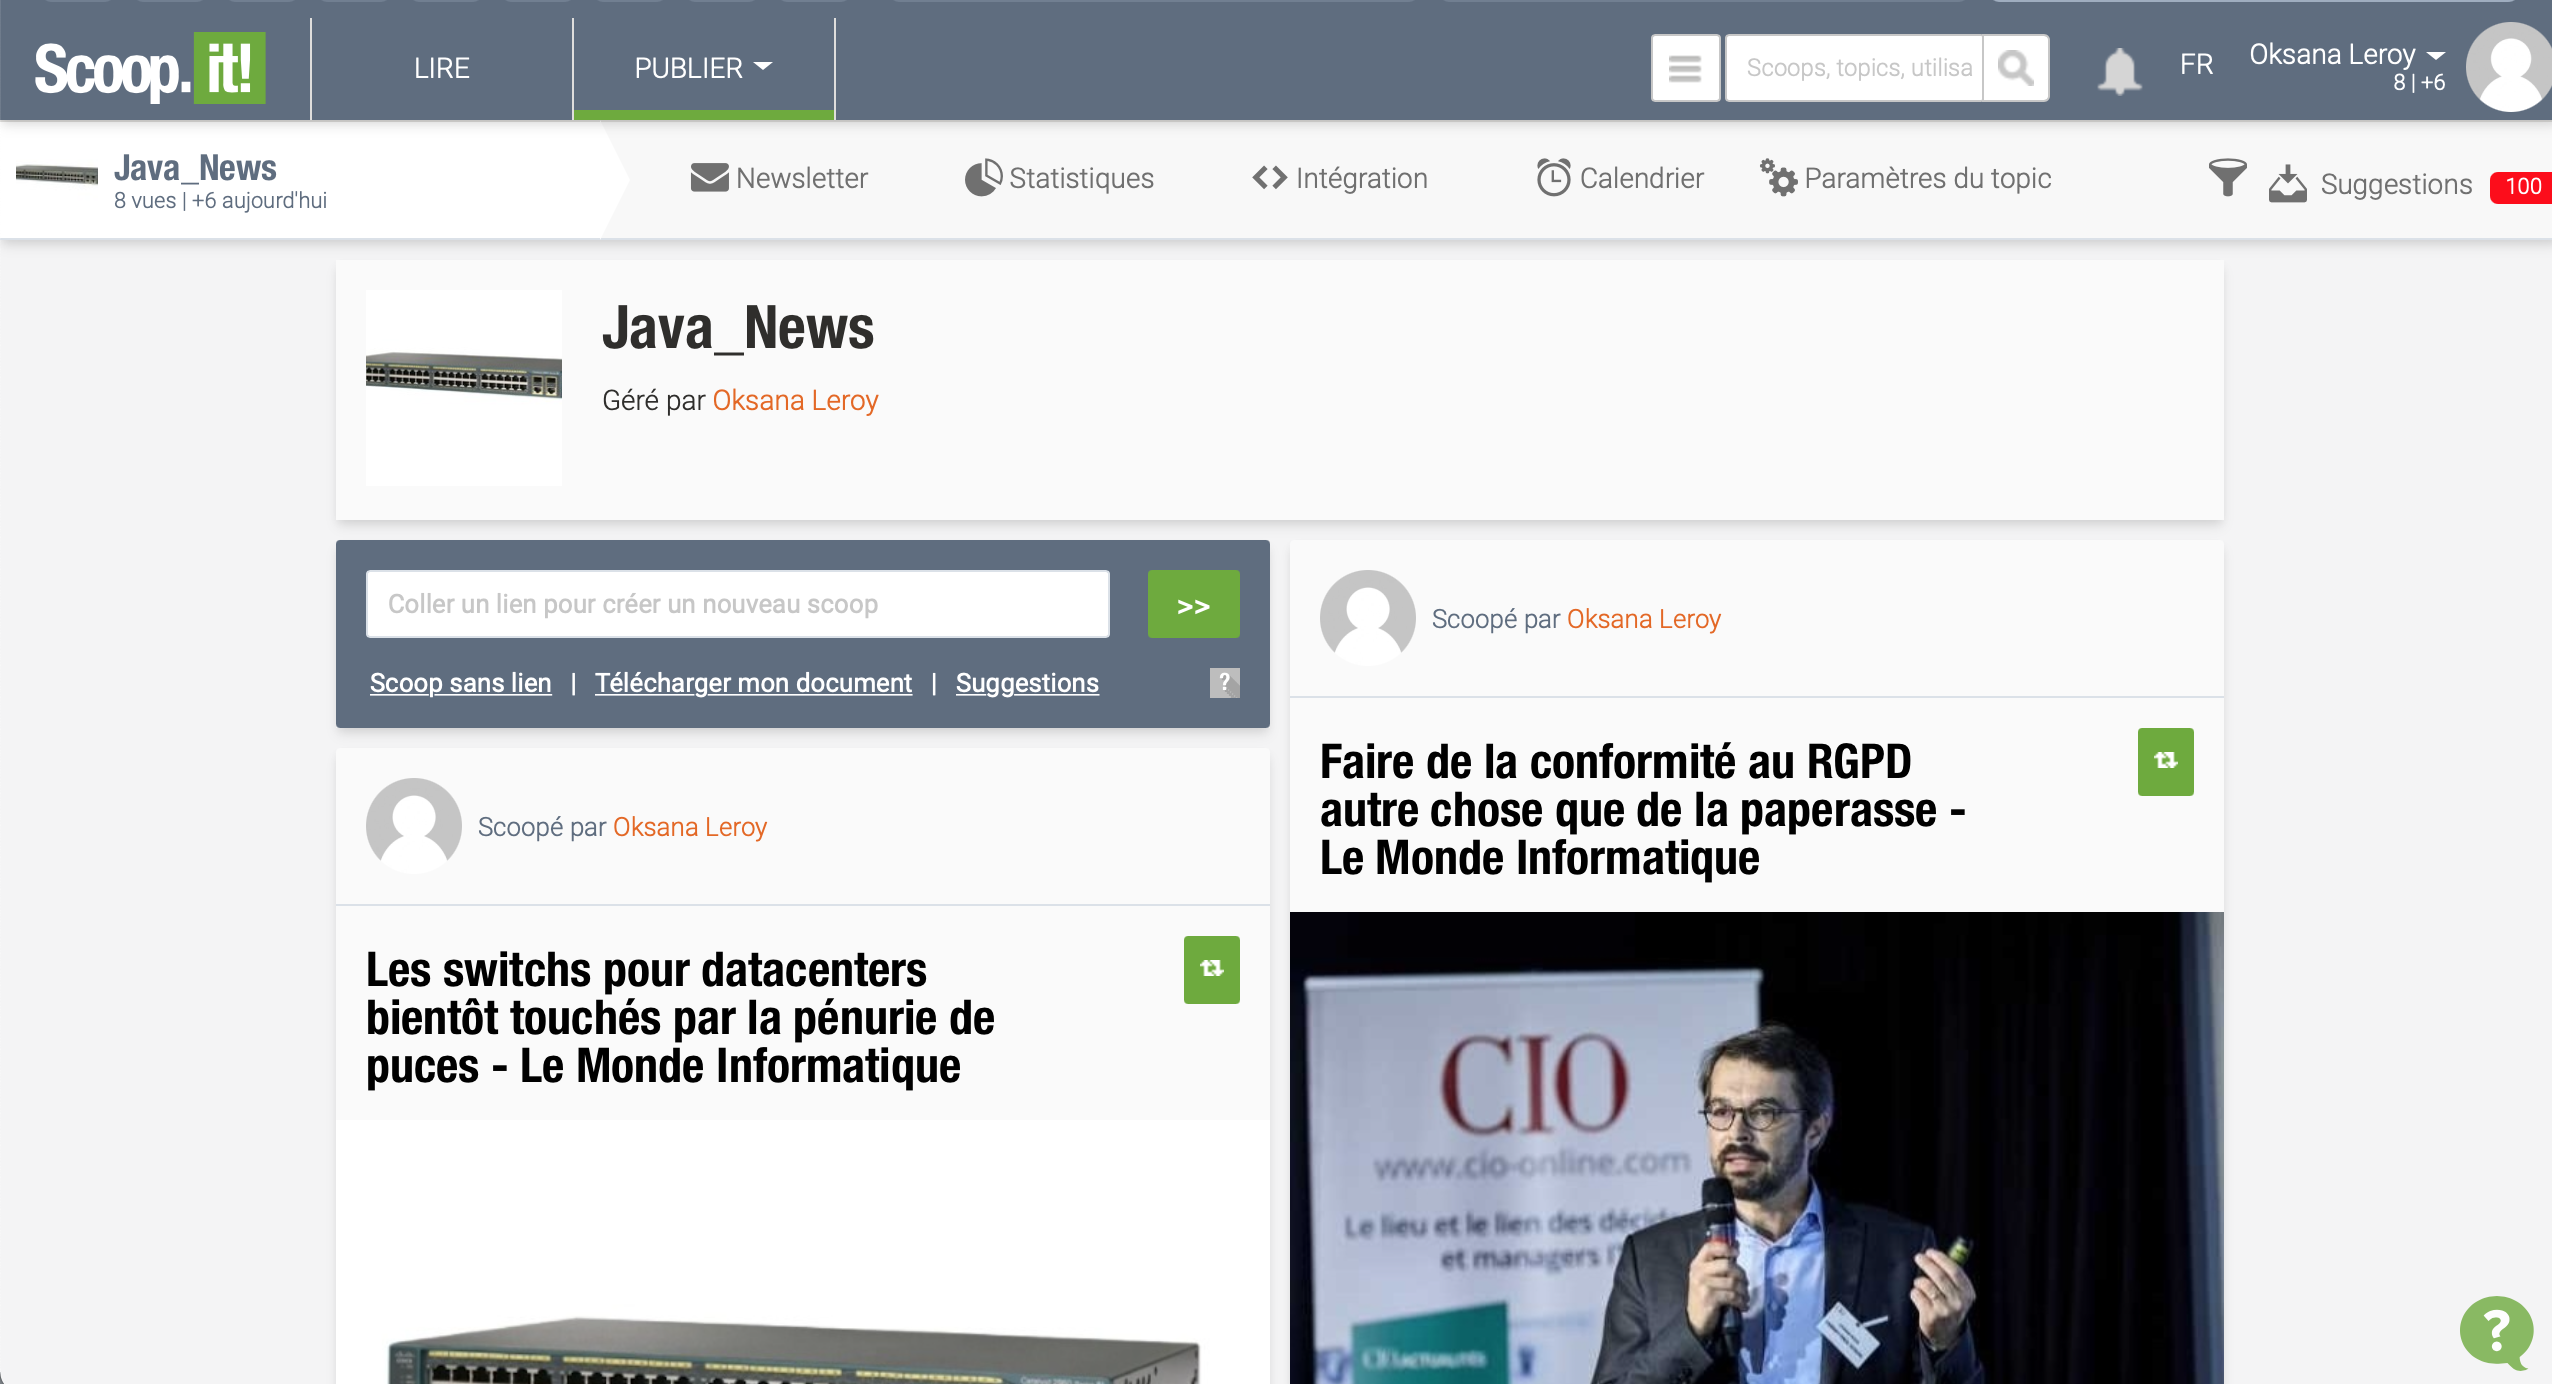 Scoop.it!
LIRE
PUBLIER
Scoops, topics, utilisa
FR
Oksana Leroy
8 | +6
Java_News
8 vues | +6 aujourd'hui
Newsletter
Statistiques
Intégration
Calendrier
Paramètres du topic
Suggestions
100
Java_News
Géré par Oksana Leroy
Coller un lien pour créer un nouveau scoop
>>
Scoop sans lien | Télécharger mon document | Suggestions
?
Scoopé par Oksana Leroy
Les switchs pour datacenters
bientôt touchés par la pénurie de
puces - Le Monde Informatique
Scoopé par Oksana Leroy
Faire de la conformité au RGPD
autre chose que de la paperasse -
Le Monde Informatique
CIO
www.cio-online.com
Le lieu et le lien des décid
et managers I
?